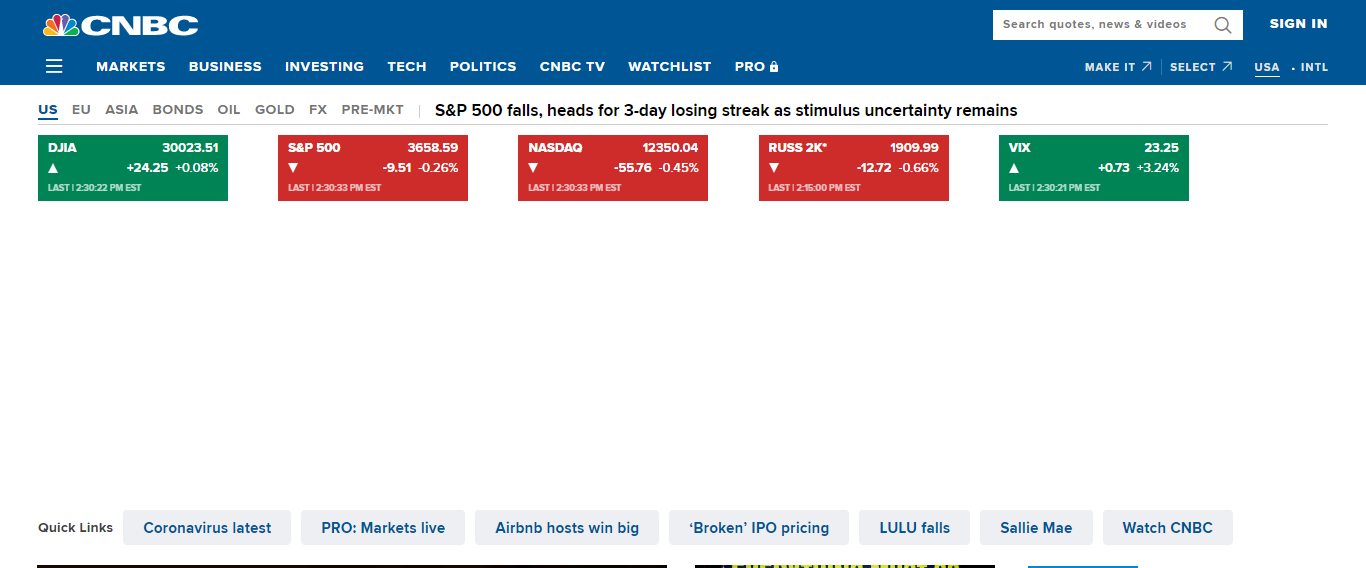 CNBC
Search quotes, news & videos
SIGN IN
MARKETS BUSINESS INVESTING TECH POLITICS CNBC TV WATCHLIST PRO
MAKE IT SELECT USA • INTL
US EU ASIA BONDS OIL GOLD FX PRE-MKT
S&P 500 falls, heads for 3-day losing streak as stimulus uncertainty remains
DJIA 30023.51
▲ +24.25 +0.08%
LAST | 2:30:22 PM EST
S&P 500 3658.59
▼ -9.51 -0.26%
LAST | 2:30:33 PM EST
NASDAQ 12350.04
▼ -55.76 -0.45%
LAST | 2:30:33 PM EST
RUSS 2K* 1909.99
▼ -12.72 -0.66%
LAST | 2:15:00 PM EST
VIX 23.25
▲ +0.73 +3.24%
LAST | 2:30:21 PM EST
Quick Links
Coronavirus latest
PRO: Markets live
Airbnb hosts win big
‘Broken’ IPO pricing
LULU falls
Sallie Mae
Watch CNBC